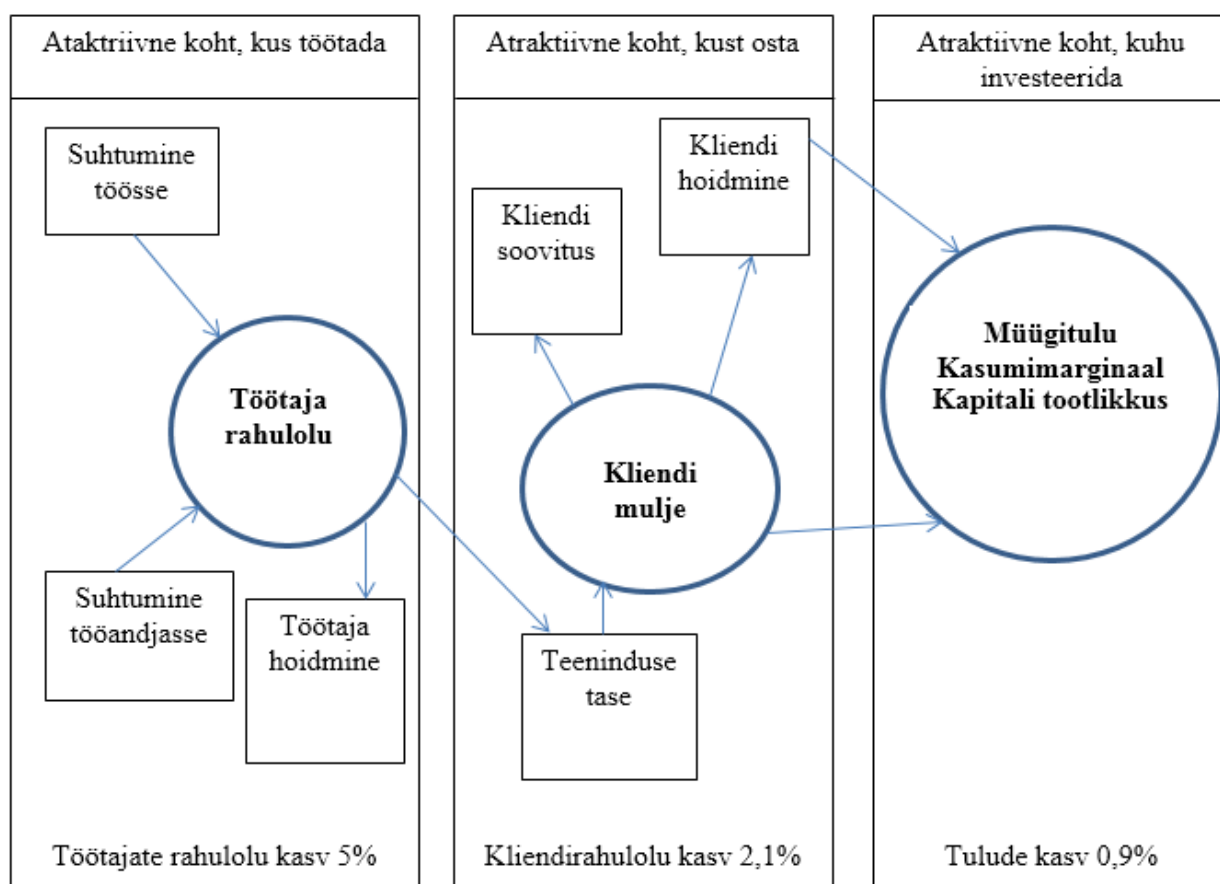 Ataktriivne koht, kus töötada
Suhtumine
töösse
Töötaja
rahulolu
Suhtumine
tööandjasse
Töötaja
hoidmine
Töötajate rahulolu kasv 5%
Atraktiivne koht, kust osta
Kliendi
soovitus
Kliendi
hoidmine
Kliendi
mulje
Teeninduse
tase
Kliendirahulolu kasv 2,1%
Atraktiivne koht, kuhu
investeerida
Müügitulu
Kasumimarginaal
Kapitali tootlikkus
Tulude kasv 0,9%